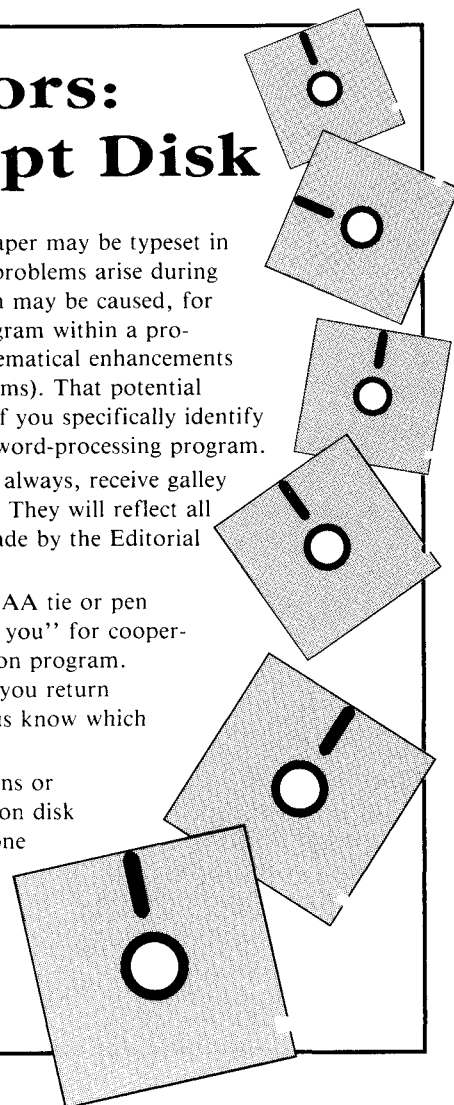 ors:
pt Disk
aper may be typeset in
problems arise during
n may be caused, for
gram within a pro-
ematical enhancements
ms). That potential
f you specifically identify
word-processing program.
always, receive galley
They will reflect all
ade by the Editorial
AA tie or pen
you'' for cooper-
on program.
you return
us know which
ns or
on disk
one